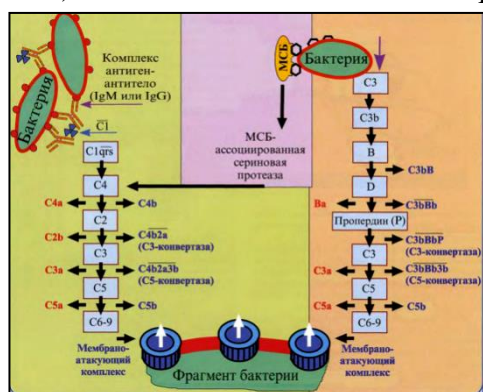 Комплекс
антиген-
антитело
(IgM или IgG)
Бактерия
C1
C1qrs
C4
C4a
C4b
C2
C2b
C4b2a
(C3-конвертаза)
C3
C3a
C4b2a3b
(C5-конвертаза)
C5
C5a
C5b
C6-9
Мембрано-
атакующий
комплекс
МСБ
Бактерия
МСБ-
ассоциированная
сериновая
протеаза
C3
C3b
B
C3bB
D
Ba
C3bBb
Пропердин (P)
C3bBbP
(C3-конвертаза)
C3
C3a
C3bBb3b
(C5-конвертаза)
C5
C5a
C5b
C6-9
Мембрано-
атакующий
комплекс
Фрагмент бактерии